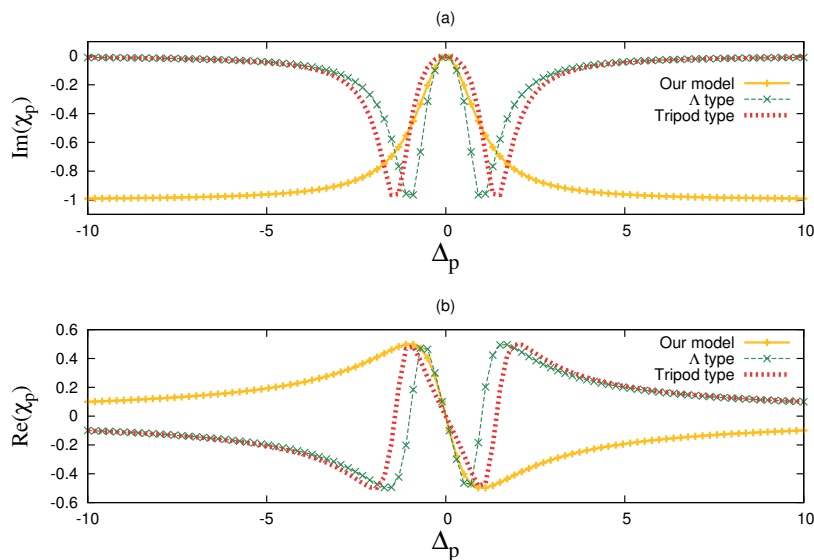 (a)
Im(χp)
0
-0.2
-0.4
-0.6
-0.8
-1
Our model
Λ type
Tripod type
-10
-5
0
5
10
Δp
(b)
Re(χp)
0.6
0.4
0.2
0
-0.2
-0.4
-0.6
Our model
Λ type
Tripod type
-10
-5
0
5
10
Δp